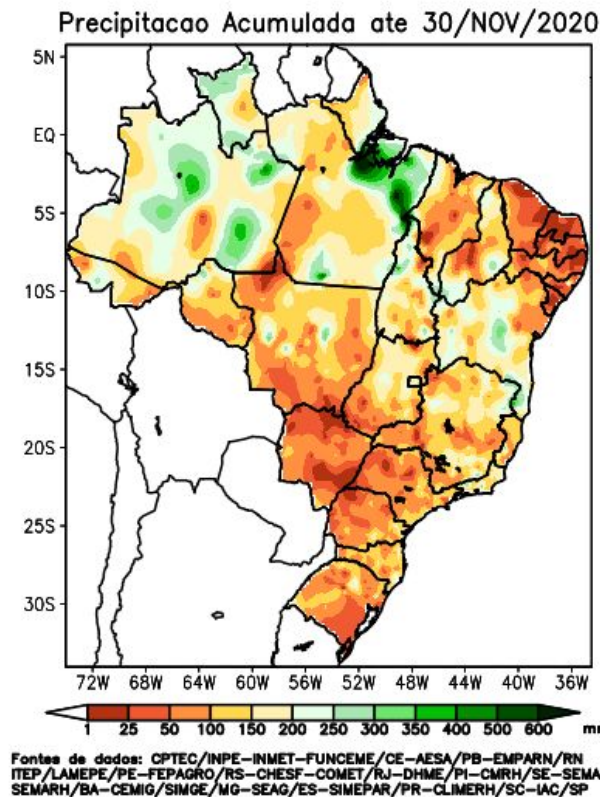 Precipitacao Acumulada ate 30/NOV/2020
5N
EQ
5S
10S
15S
20S
25S
30S
72W 68W 64W 60W 56W 52W 48W 44W 40W 36W
1 25 50 100 150 200 250 300 350 400 500 600 mm
Fontes de dados: CPTEC/INPE-INMET-FUNCEME/CE-AESA/PB-EMPARN/RN
ITEP/LAMEPE/PE-FEPAGRO/RS-CHESF-COMET/RJ-DHME/PI-CMRH/SE-SEMA
SEMARH/BA-CEMIG/SIMGE/MG-SEAG/ES-SIMEPAR/PR-CLIMERH/SC-IAC/SP